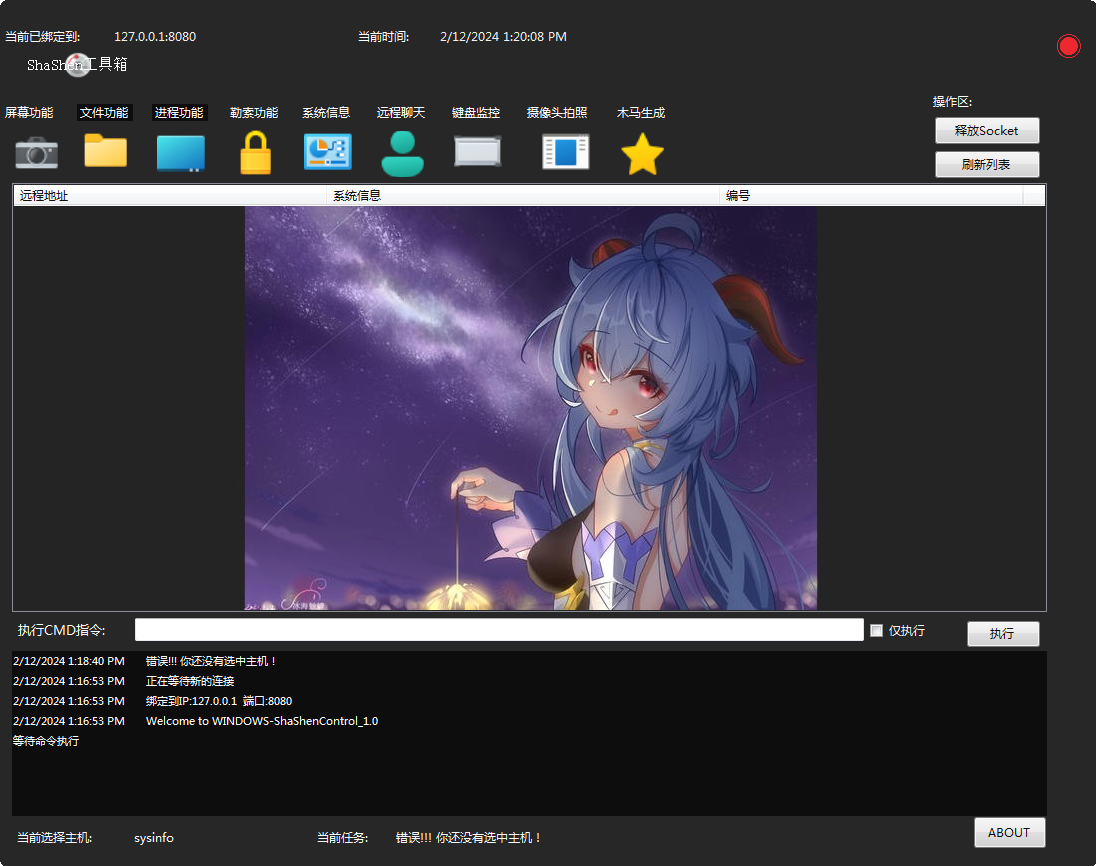 当前已绑定到: 127.0.0.1:8080 当前时间: 2/12/2024 1:20:08 PM
ShaShen工具箱
屏幕功能 文件功能 进程功能 勒索功能 系统信息 远程聊天 键盘监控 摄像头拍照 木马生成
操作区:
释放Socket
刷新列表
远程地址 系统信息 编号
执行CMD指令: 仅执行 执行
2/12/2024 1:18:40 PM 错误!!! 你还没有选中主机！
2/12/2024 1:16:53 PM 正在等待新的连接
2/12/2024 1:16:53 PM 绑定到IP:127.0.0.1 端口:8080
2/12/2024 1:16:53 PM Welcome to WINDOWS-ShaShenControl_1.0
等待命令执行
当前选择主机: sysinfo 当前任务: 错误!!! 你还没有选中主机！
ABOUT